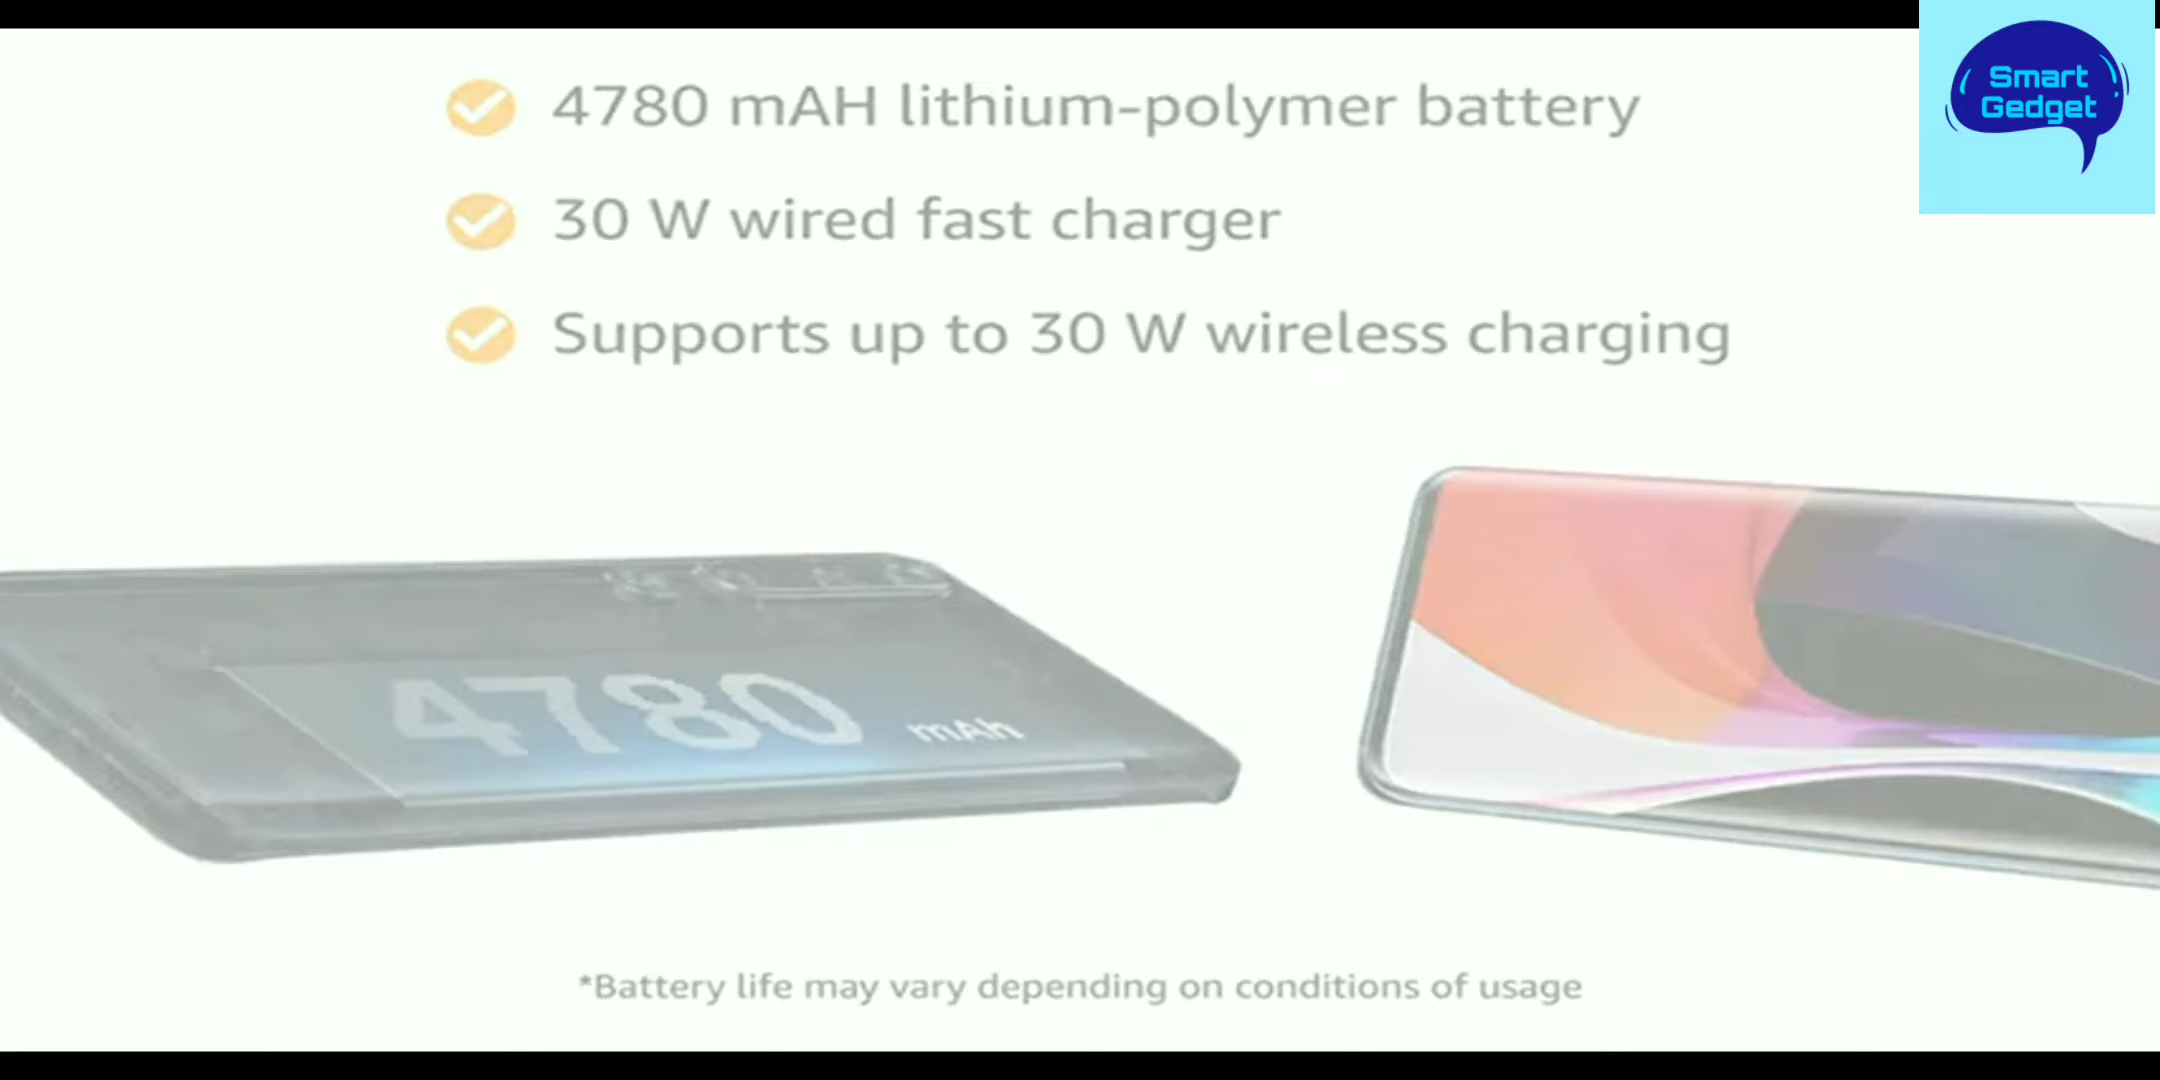 Smart
Gedget
4780 mAH lithium-polymer battery
30 W wired fast charger
Supports up to 30 W wireless charging
4780 mAh
*Battery life may vary depending on conditions of usage